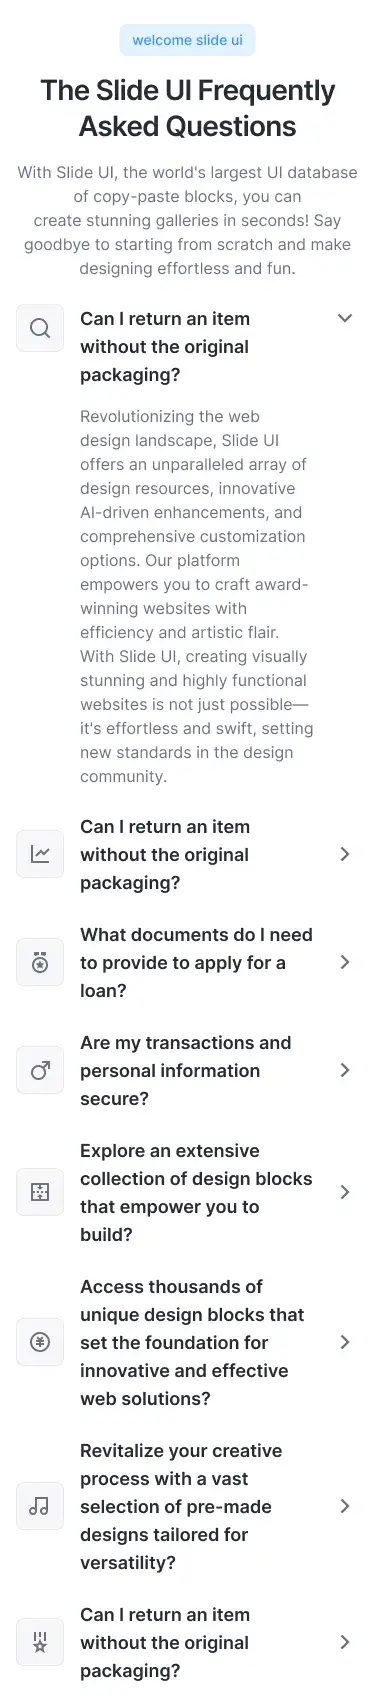 welcome slide ui
The Slide UI Frequently
Asked Questions
With Slide UI, the world's largest UI database
of copy-paste blocks, you can
create stunning galleries in seconds! Say
goodbye to starting from scratch and make
designing effortless and fun.
Can I return an item
without the original
packaging?
Revolutionizing the web
design landscape, Slide UI
offers an unparalleled array of
design resources, innovative
AI-driven enhancements, and
comprehensive customization
options. Our platform
empowers you to craft award-
winning websites with
efficiency and artistic flair.
With Slide UI, creating visually
stunning and highly functional
websites is not just possible—
it's effortless and swift, setting
new standards in the design
community.
Can I return an item
without the original
packaging?
What documents do I need
to provide to apply for a
loan?
Are my transactions and
personal information
secure?
Explore an extensive
collection of design blocks
that empower you to
build?
Access thousands of
unique design blocks that
set the foundation for
innovative and effective
web solutions?
Revitalize your creative
process with a vast
selection of pre-made
designs tailored for
versatility?
Can I return an item
without the original
packaging?